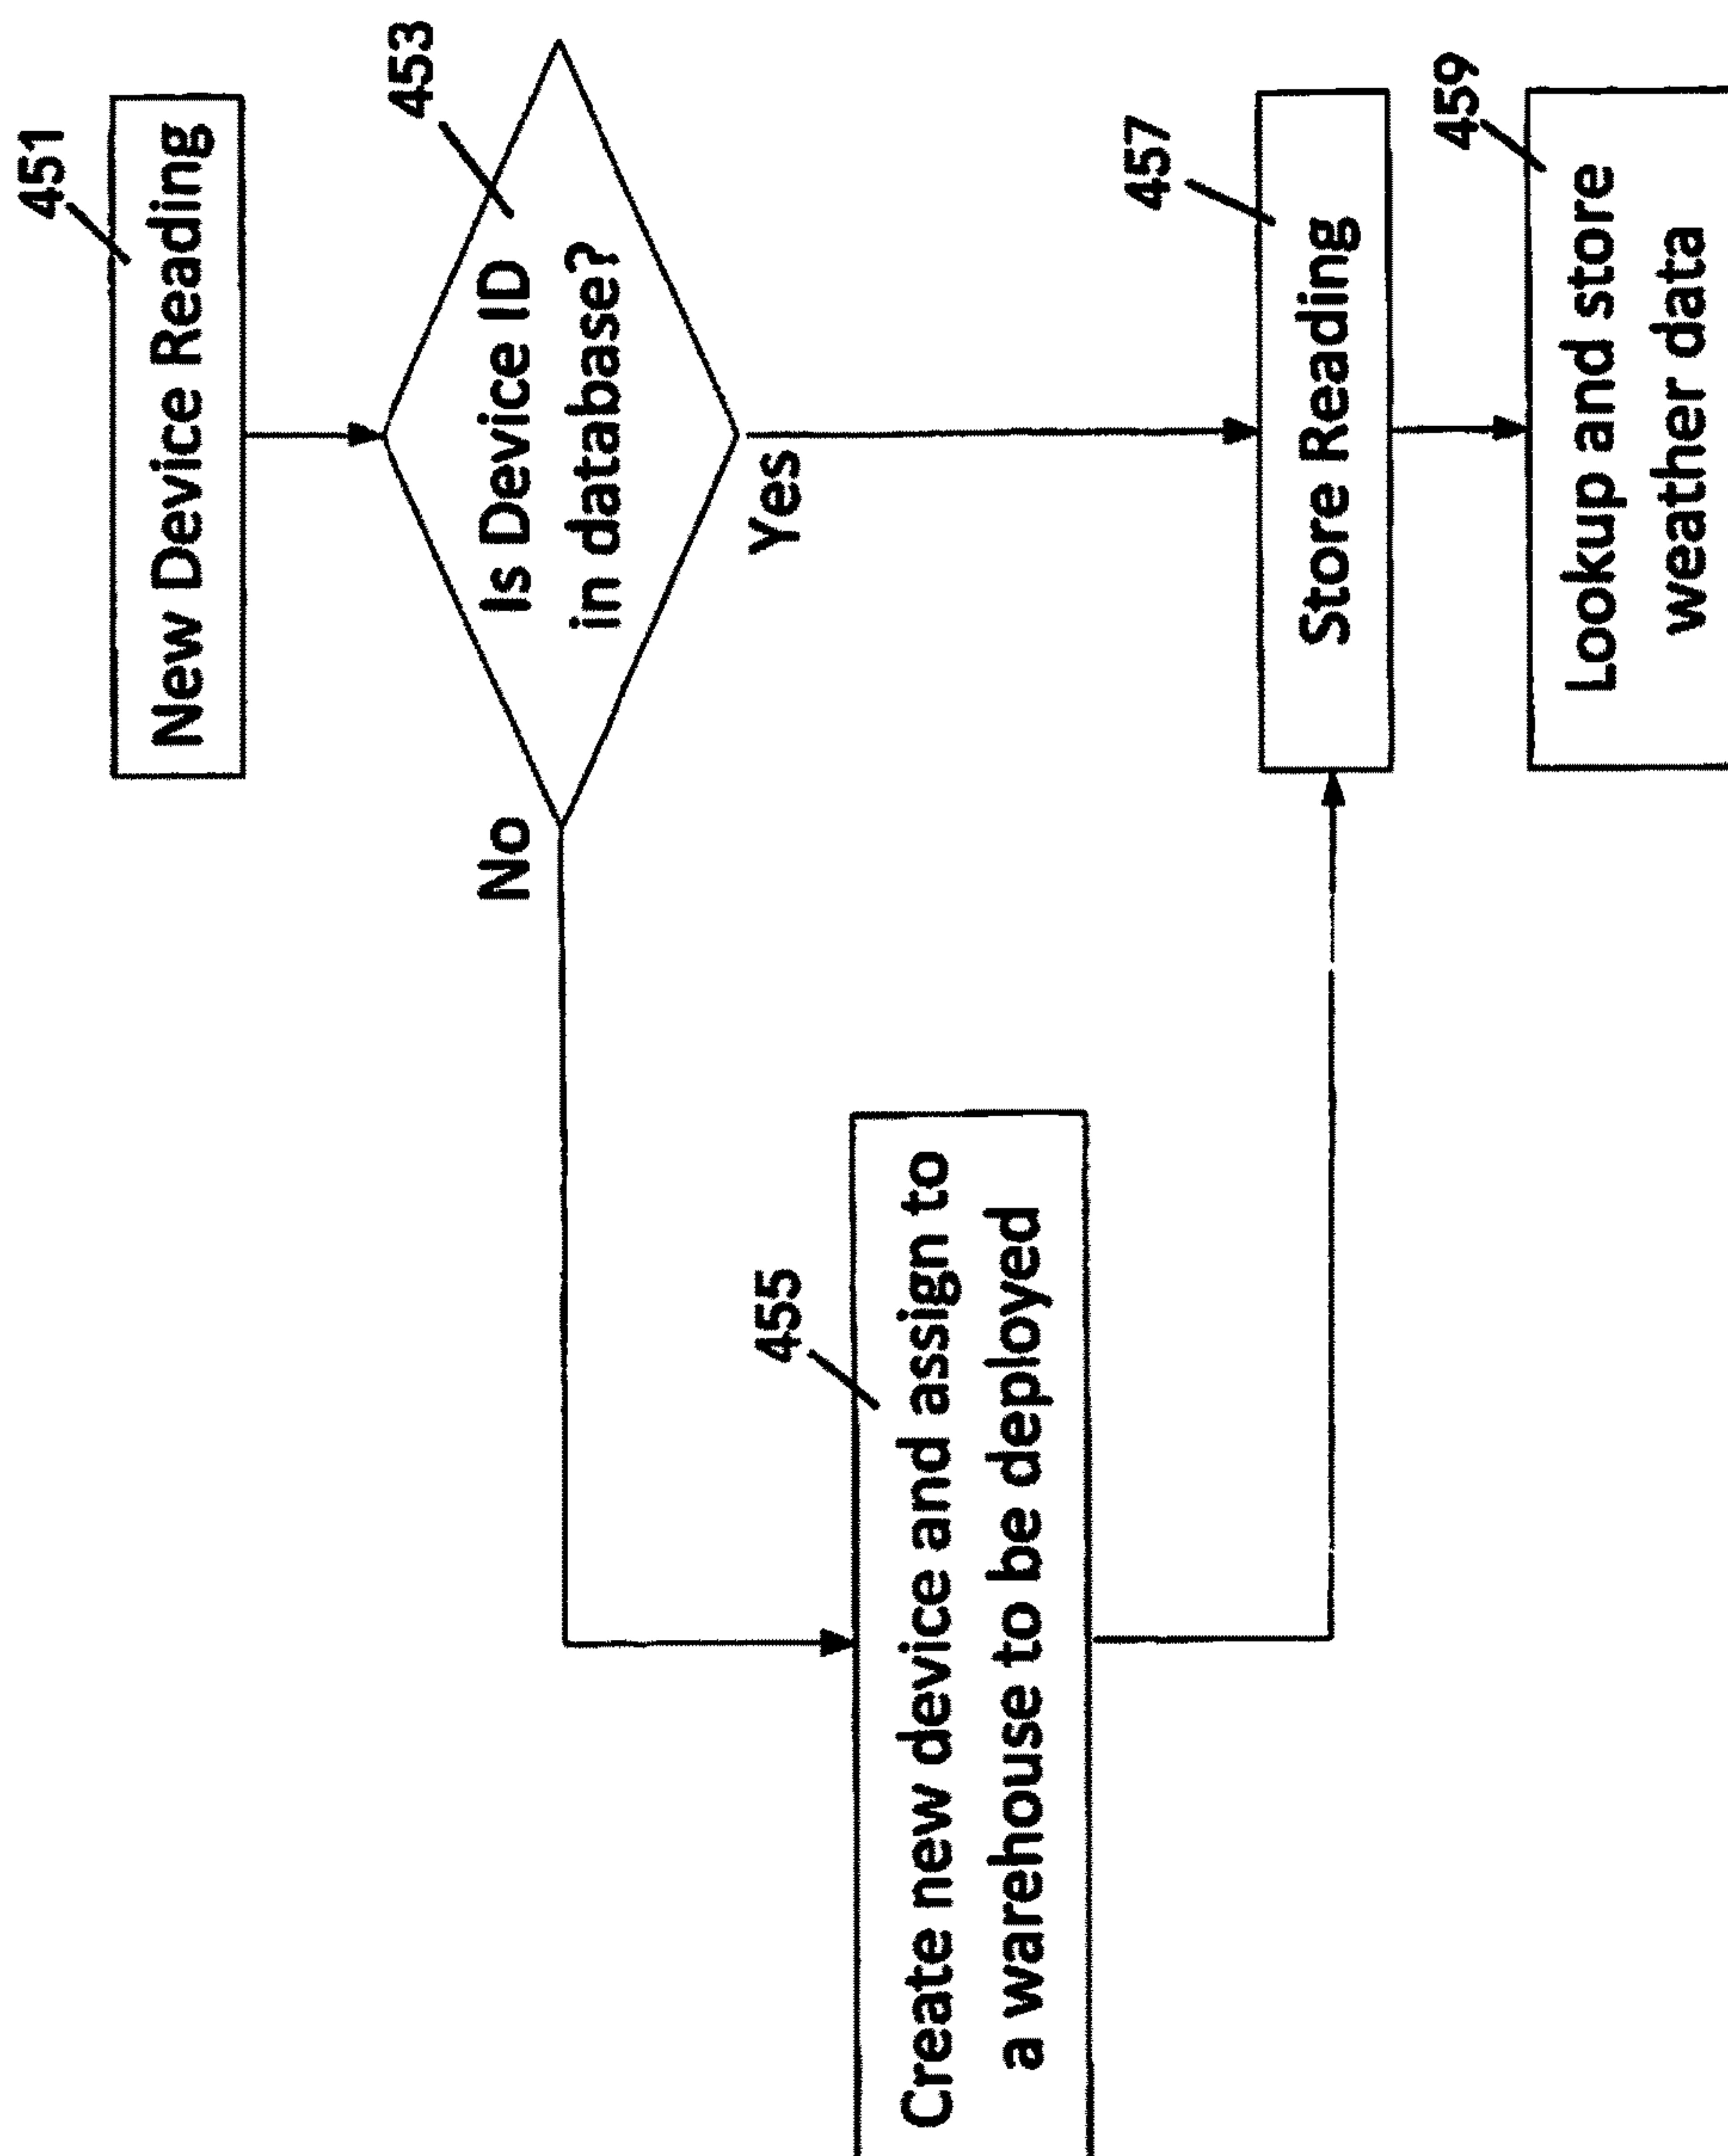 451
New Device Reading
453
Is Device ID
in database?
No
Yes
455
Create new device and assign to
a warehouse to be deployed
457
Store Reading
459
Lookup and store
weather data